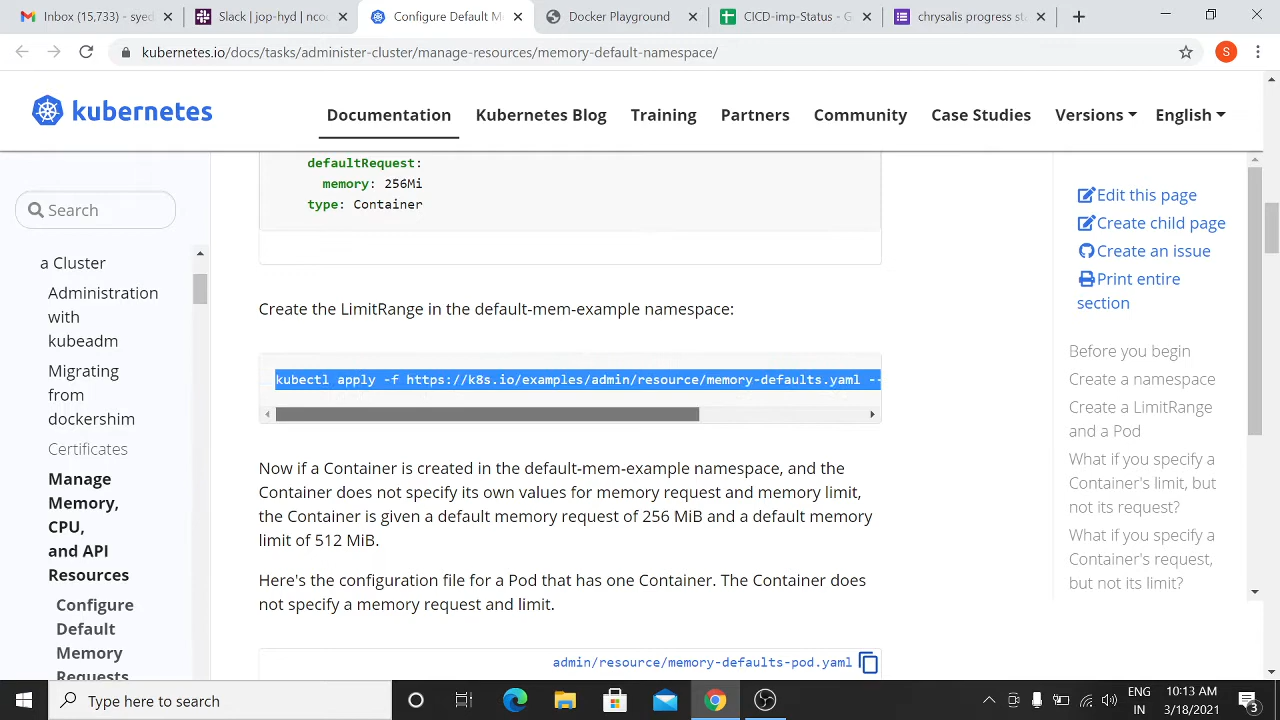 Inbox (15,733) - syed
Slack | jop-hyd | nco
Configure Default M
Docker Playground
CICD-imp-Status - G
chrysalis progress st
kubernetes.io/docs/tasks/administer-cluster/manage-resources/memory-default-namespace/
S
kubernetes
Documentation
Kubernetes Blog
Training
Partners
Community
Case Studies
Versions
English
Search
a Cluster
Administration
with
kubeadm
Migrating
from
dockershim
Certificates
Manage
Memory,
CPU,
and API
Resources
Configure
Default
Memory
Requests
defaultRequest:
memory: 256Mi
type: Container
Create the LimitRange in the default-mem-example namespace:
kubectl apply -f https://k8s.io/examples/admin/resource/memory-defaults.yaml --
Now if a Container is created in the default-mem-example namespace, and the
Container does not specify its own values for memory request and memory limit,
the Container is given a default memory request of 256 MiB and a default memory
limit of 512 MiB.
Here's the configuration file for a Pod that has one Container. The Container does
not specify a memory request and limit.
admin/resource/memory-defaults-pod.yaml
Edit this page
Create child page
Create an issue
Print entire
section
Before you begin
Create a namespace
Create a LimitRange
and a Pod
What if you specify a
Container's limit, but
not its request?
What if you specify a
Container's request,
but not its limit?
Type here to search
ENG
IN
10:13 AM
3/18/2021
3